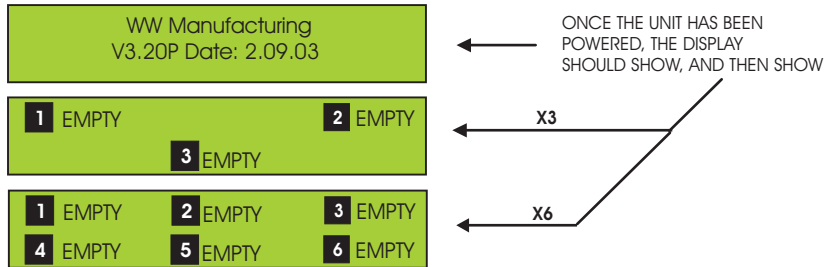 WW Manufacturing
V3.20P Date: 2.09.03
ONCE THE UNIT HAS BEEN
POWERED, THE DISPLAY
SHOULD SHOW, AND THEN SHOW
1 EMPTY 2 EMPTY
3 EMPTY
X3
1 EMPTY 2 EMPTY 3 EMPTY
4 EMPTY 5 EMPTY 6 EMPTY
X6